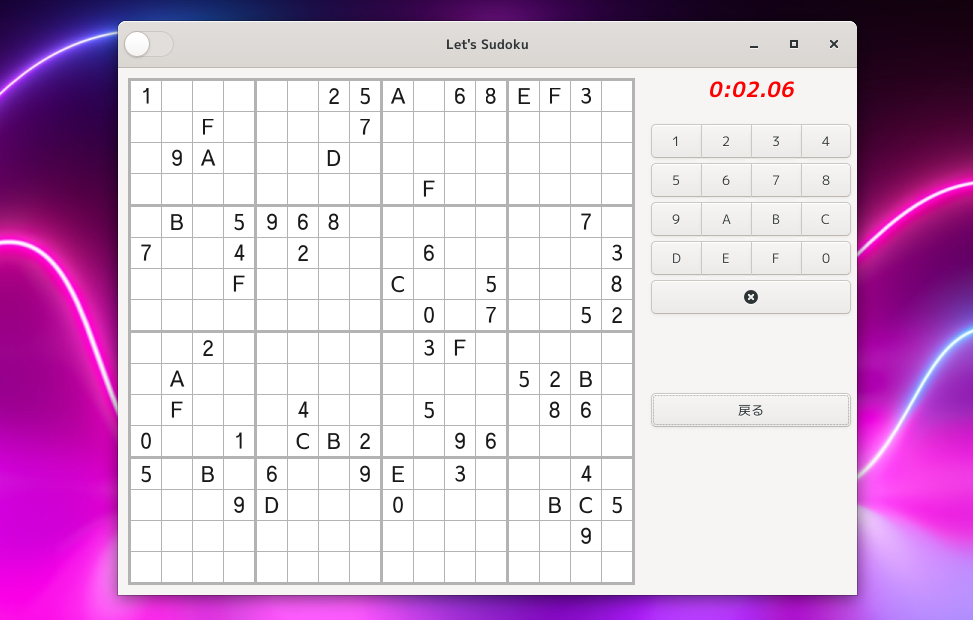 Let's Sudoku
0:02.06
1 2 5 A 6 8 E F 3
F 7
9 A D
F
B 5 9 6 8 7
7 4 2 6 3
F C 5 8
0 7 5 2
2 3 F
A 5 2 B
F 4 5 8 6
0 1 C B 2 9 6
5 B 6 9 E 3 4
9 D 0 B C 5
9
1 2 3 4
5 6 7 8
9 A B C
D E F 0
戻る